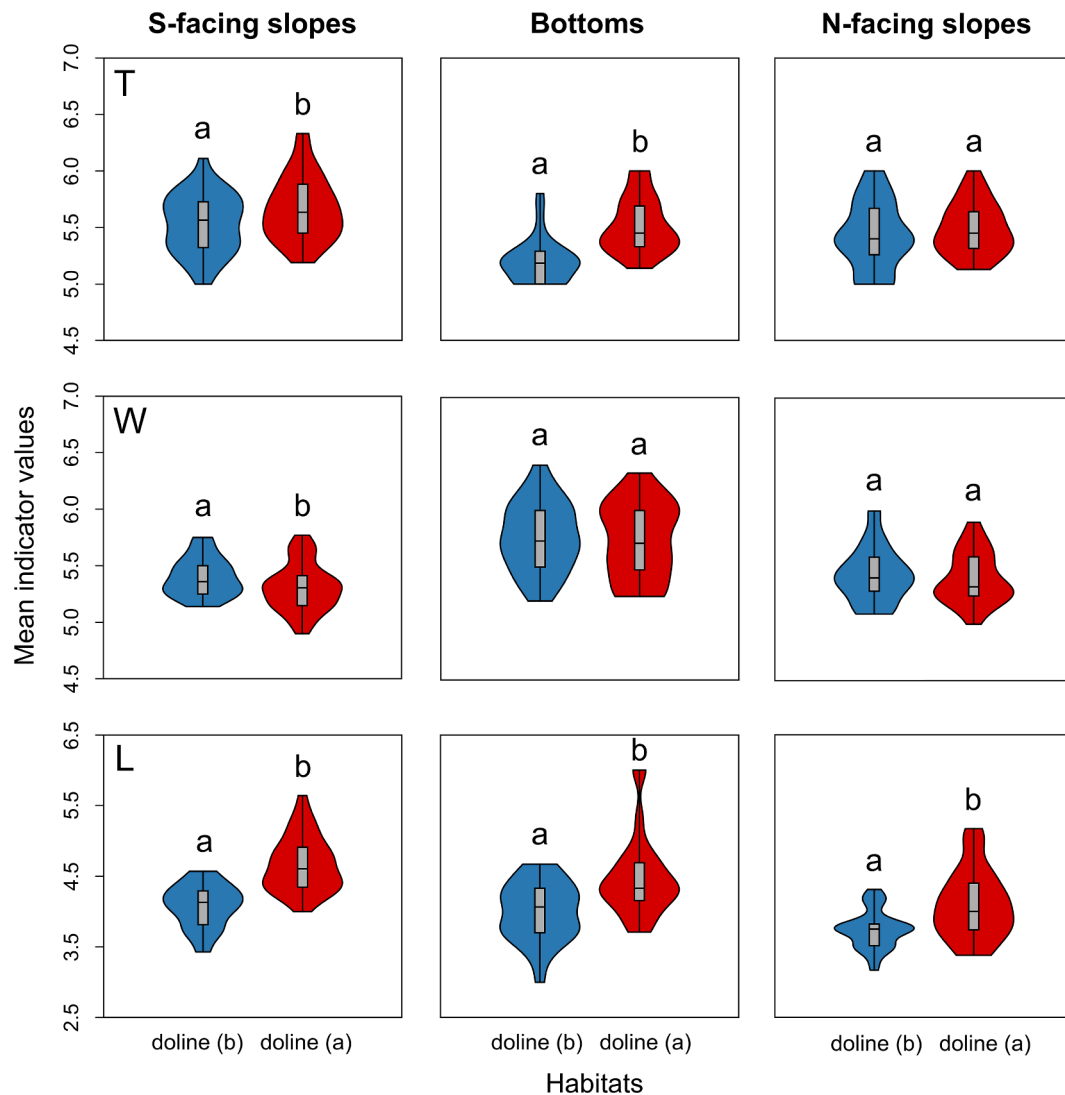 S-facing slopes Bottoms N-facing slopes
T
7.0
6.5
6.0
5.5
5.0
4.5
a b
a b
a a
W
7.0
6.5
6.0
5.5
5.0
4.5
a b
a a
a a
L
6.5
5.5
4.5
3.5
2.5
a b
a b
a b
Mean indicator values
doline (b) doline (a) doline (b) doline (a) doline (b) doline (a)
Habitats